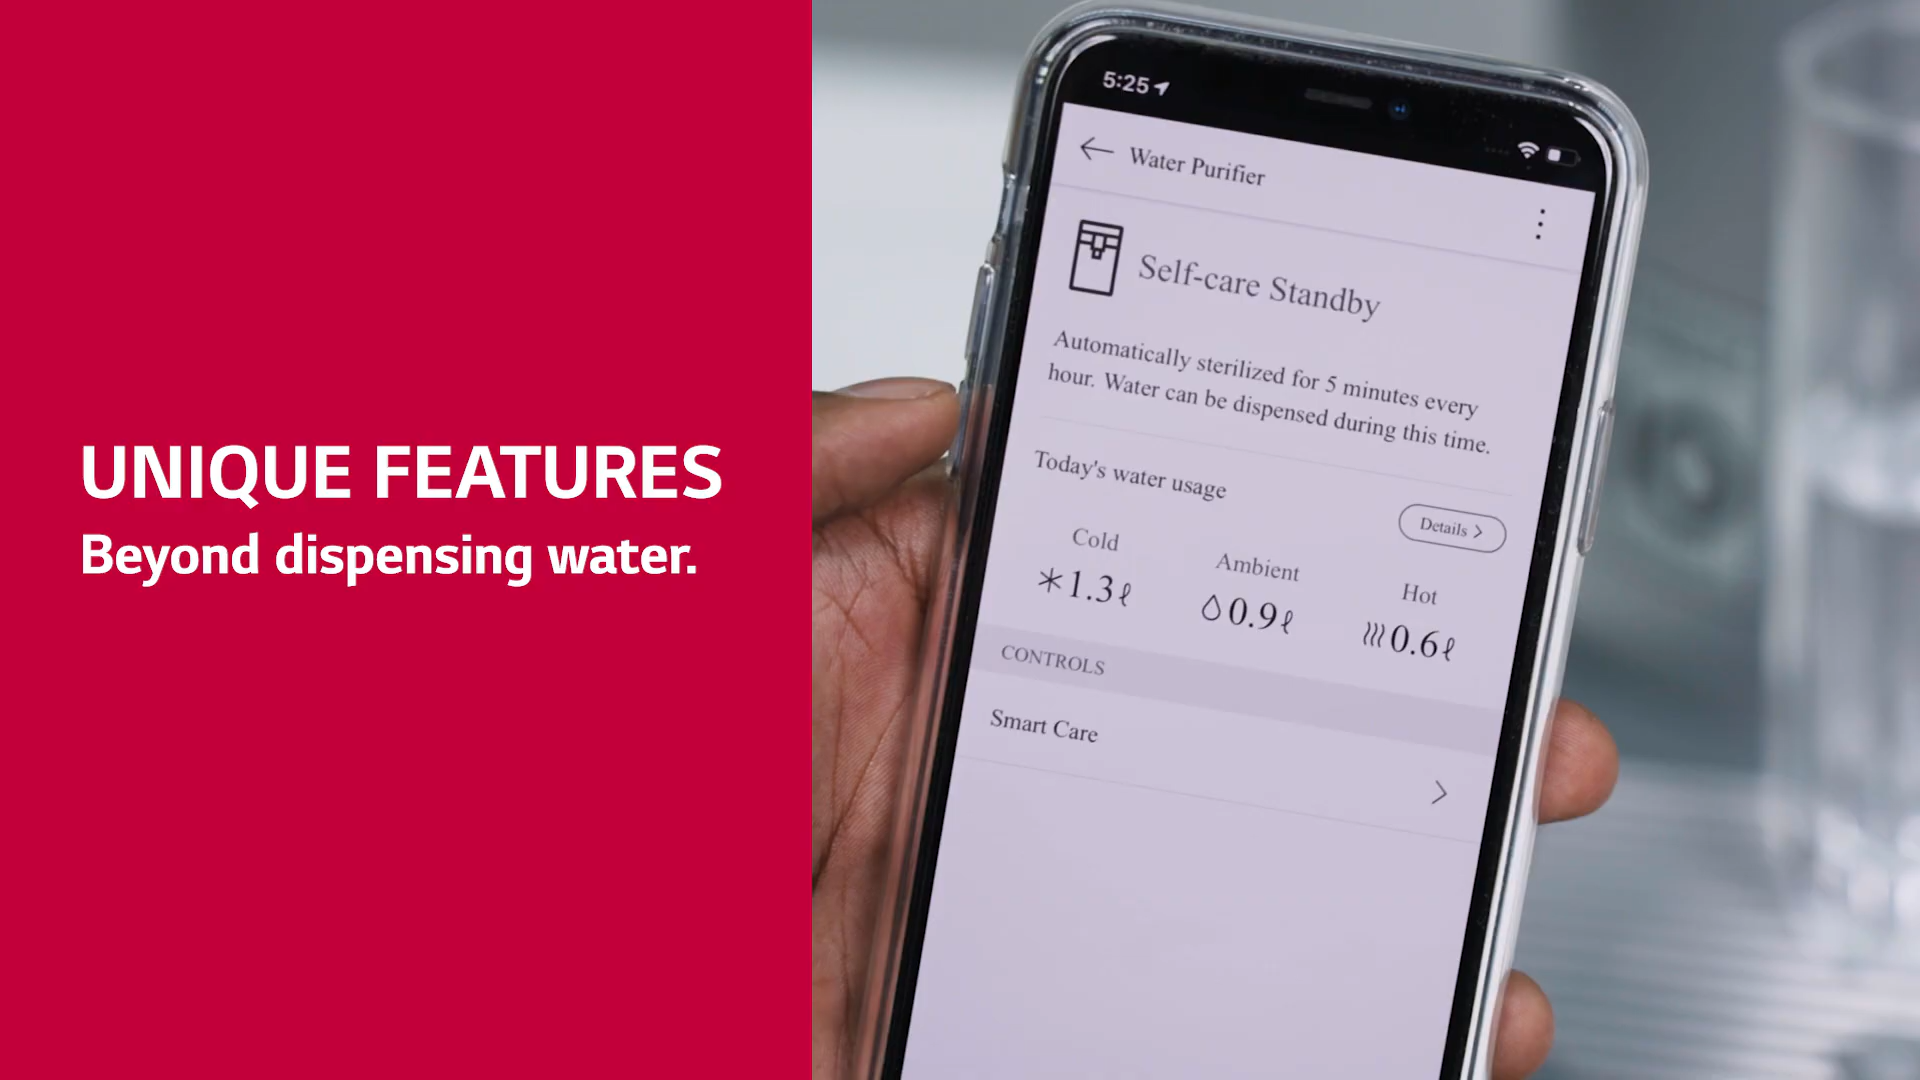 UNIQUE FEATURES
Beyond dispensing water.
5:25
Water Purifier
Self-care Standby
Automatically sterilized for 5 minutes every
hour. Water can be dispensed during this time.
Today's water usage
Details >
Cold
Ambient
Hot
1.3ℓ
0.9ℓ
0.6ℓ
CONTROLS
Smart Care